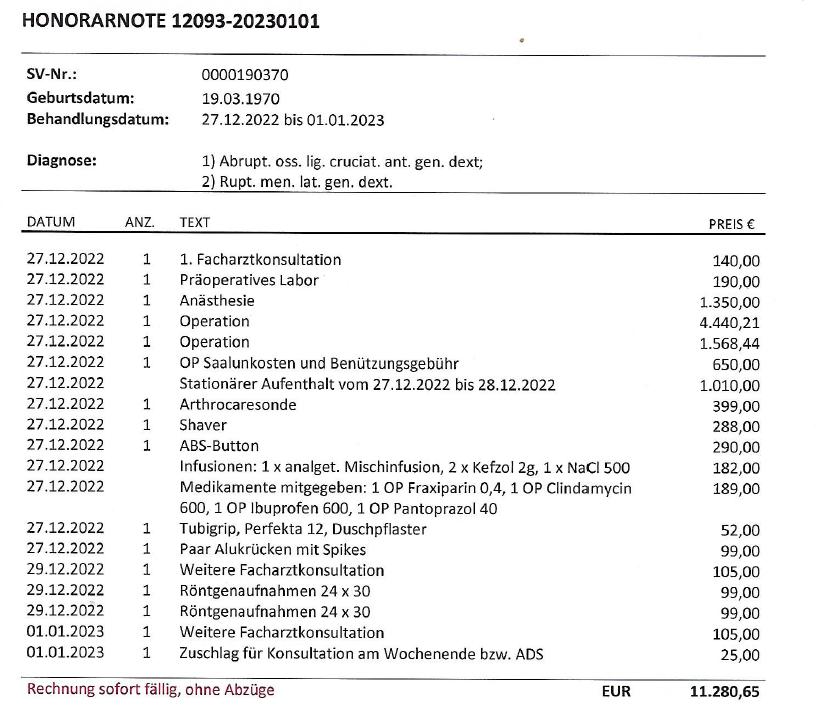 HONORARNOTE 12093-20230101
SV-Nr.: 0000190370
Geburtsdatum: 19.03.1970
Behandlungsdatum: 27.12.2022 bis 01.01.2023
Diagnose: 1) Abrupt. oss. lig. cruciat. ant. gen. dext;
2) Rupt. men. lat. gen. dext.
DATUM ANZ. TEXT PREIS €
27.12.2022 1 1. Facharztkonsultation 140,00
27.12.2022 1 Präoperatives Labor 190,00
27.12.2022 1 Anästhesie 1.350,00
27.12.2022 1 Operation 4.440,21
27.12.2022 1 Operation 1.568,44
27.12.2022 1 OP Saalunkosten und Benützungsgebühr 650,00
27.12.2022 Stationärer Aufenthalt vom 27.12.2022 bis 28.12.2022 1.010,00
27.12.2022 1 Arthrocaresonde 399,00
27.12.2022 1 Shaver 288,00
27.12.2022 1 ABS-Button 290,00
27.12.2022 Infusionen: 1 x analget. Mischinfusion, 2 x Kefzol 2g, 1 x NaCl 500 182,00
27.12.2022 Medikamente mitgegeben: 1 OP Fraxiparin 0,4, 1 OP Clindamycin 189,00
600, 1 OP Ibuprofen 600, 1 OP Pantoprazol 40
27.12.2022 1 Tubigrip, Perfekta 12, Duschpflaster 52,00
27.12.2022 1 Paar Alukrücken mit Spikes 99,00
29.12.2022 1 Weitere Facharztkonsultation 105,00
29.12.2022 1 Röntgenaufnahmen 24 x 30 99,00
29.12.2022 1 Röntgenaufnahmen 24 x 30 99,00
01.01.2023 1 Weitere Facharztkonsultation 105,00
01.01.2023 1 Zuschlag für Konsultation am Wochenende bzw. ADS 25,00
Rechnung sofort fällig, ohne Abzüge EUR 11.280,65